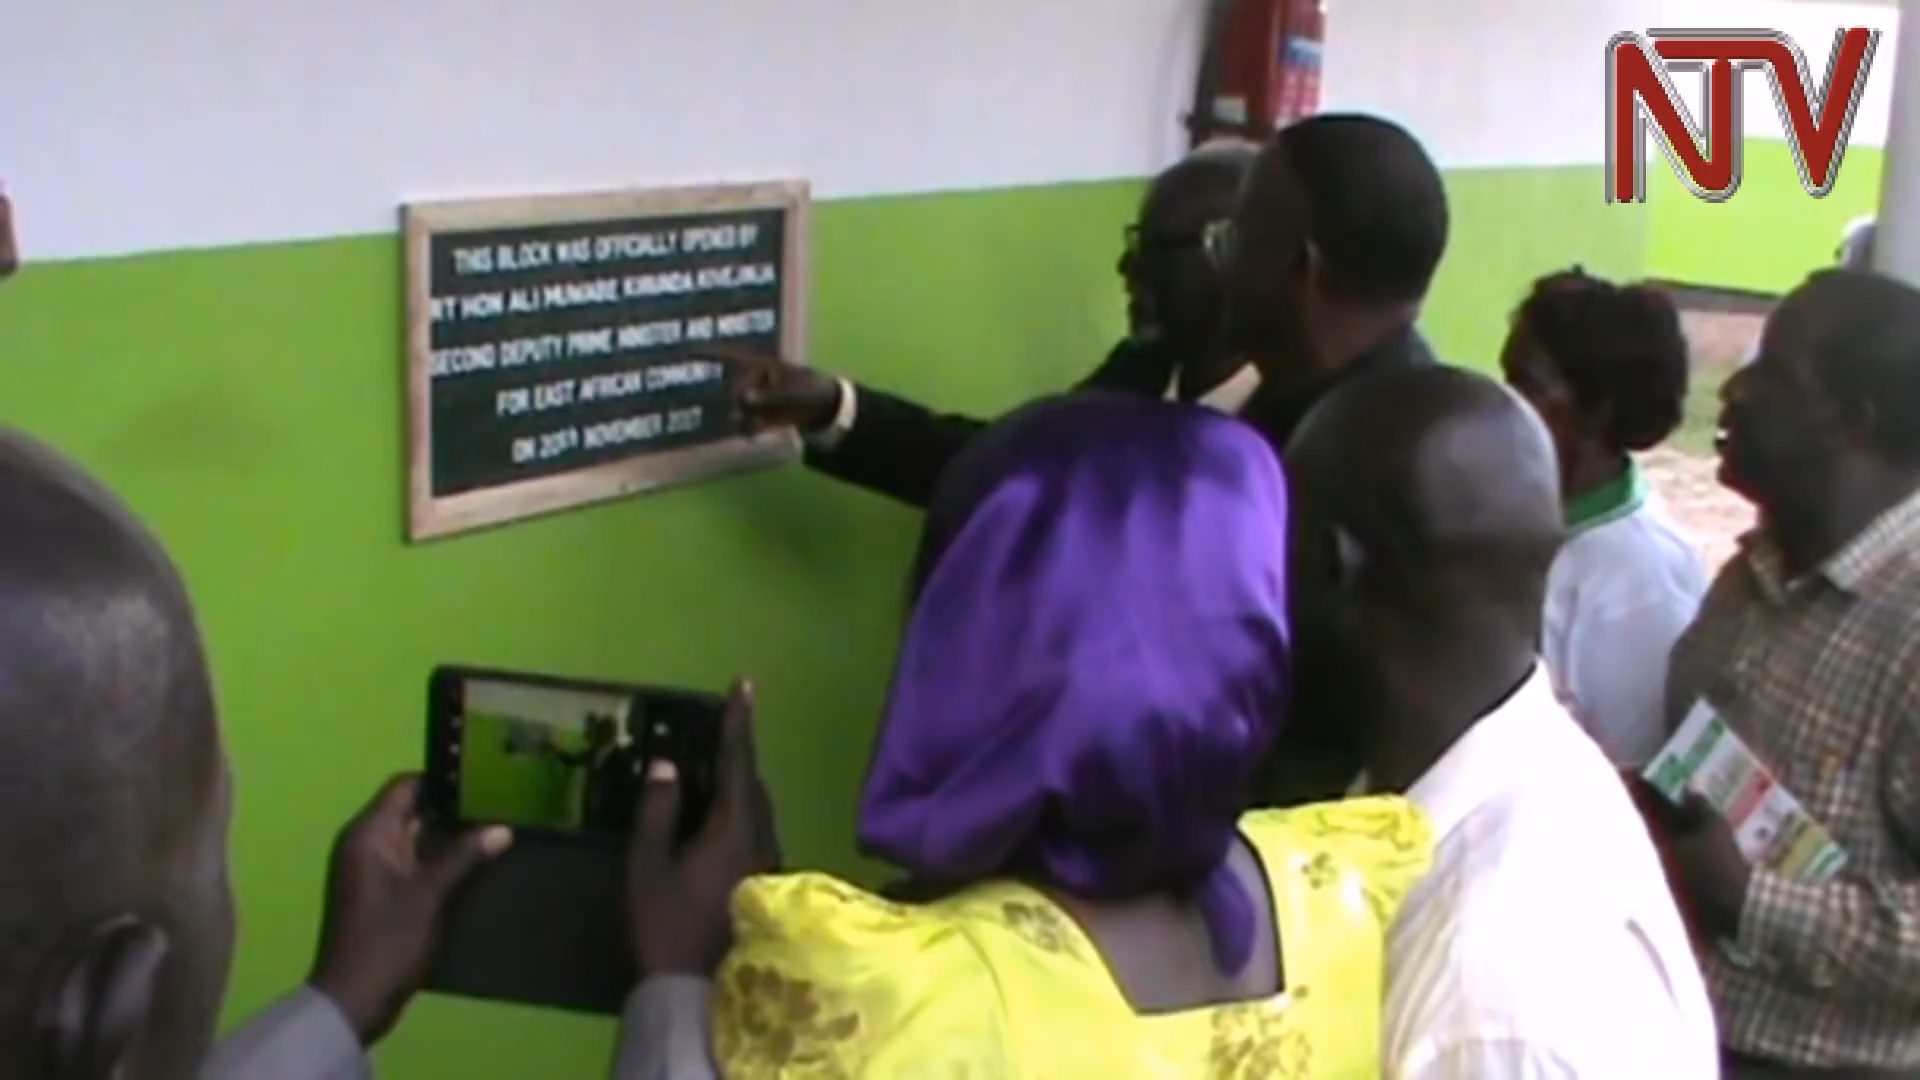 NTV
THIS BLOCK WAS OFFICIALLY OPENED BY
RT HON ALI MUWABE KIRUNDA KIVEJINJA
SECOND DEPUTY PRIME MINISTER AND MINISTER
FOR EAST AFRICAN COMMUNITY
ON 20TH NOVEMBER 2017